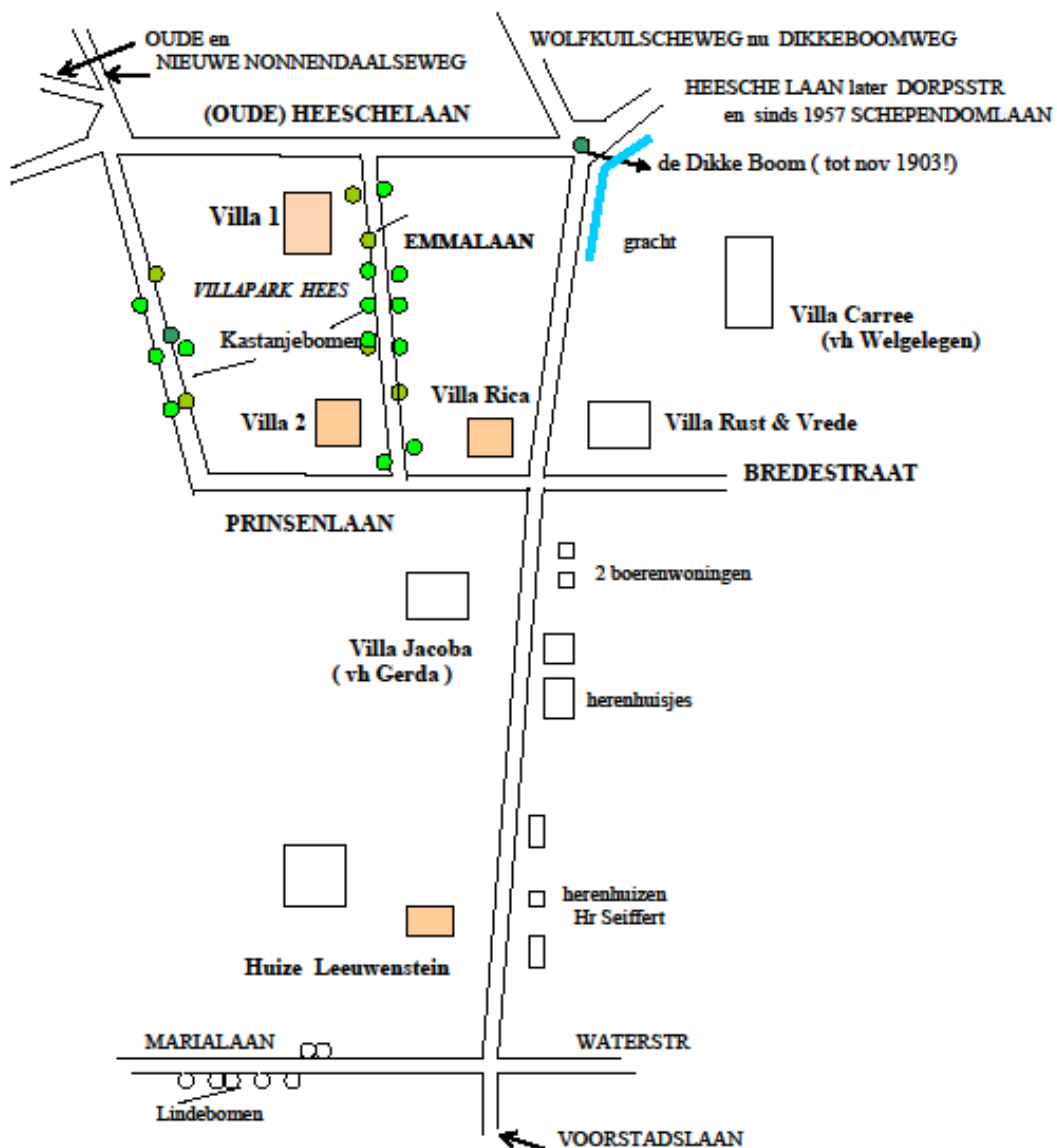 OUDE en
NIEUWE NONNENDAALSEWEG
WOLFKUILSCHEWEG nu DIKKEBOOMWEG
HEESCHE LAAN later DORPSSTR
en sinds 1957 SCHEPENDOMLAAN
(OUDE) HEESCHELAAN
de Dikke Boom ( tot nov 1903!)
Villa 1
EMMALAAN
gracht
VILLAPARK HEES
Kastanjebomen
Villa Carree
(vh Welgelegen)
Villa Rica
Villa 2
Villa Rust & Vrede
BREDESTRAAT
PRINSENLAAN
2 boerenwoningen
Villa Jacoba
( vh Gerda )
herenhuisjes
herenhuizen
Hr Seiffert
Huize Leeuwenstein
MARIALAAN
WATERSTR
Lindebomen
VOORSTADSLAAN